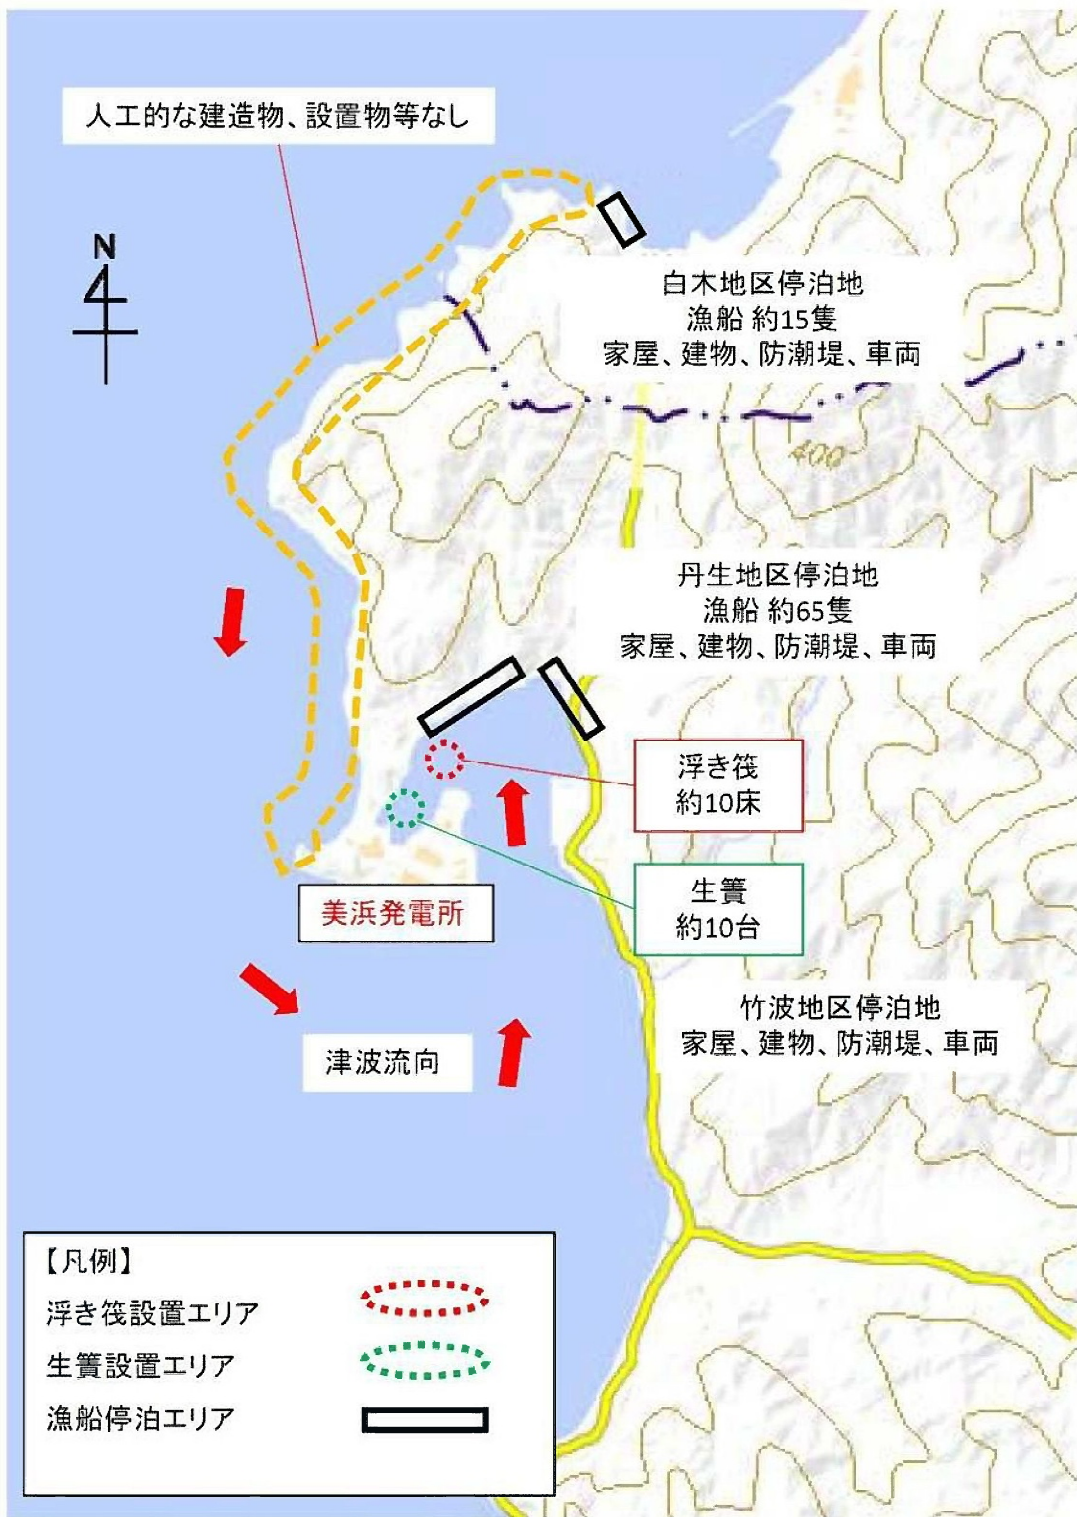 人工的な建造物、設置物等なし
N
白木地区停泊地
漁船 約15隻
家屋、建物、防潮堤、車両
400
丹生地区停泊地
漁船 約65隻
家屋、建物、防潮堤、車両
浮き筏
約10床
生簀
約10台
美浜発電所
竹波地区停泊地
家屋、建物、防潮堤、車両
津波流向
【凡例】
浮き筏設置エリア
生簀設置エリア
漁船停泊エリア